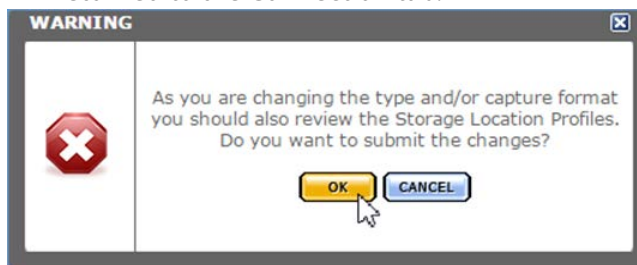 WARNING
As you are changing the type and/or capture format
you should also review the Storage Location Profiles.
Do you want to submit the changes?
OK CANCEL